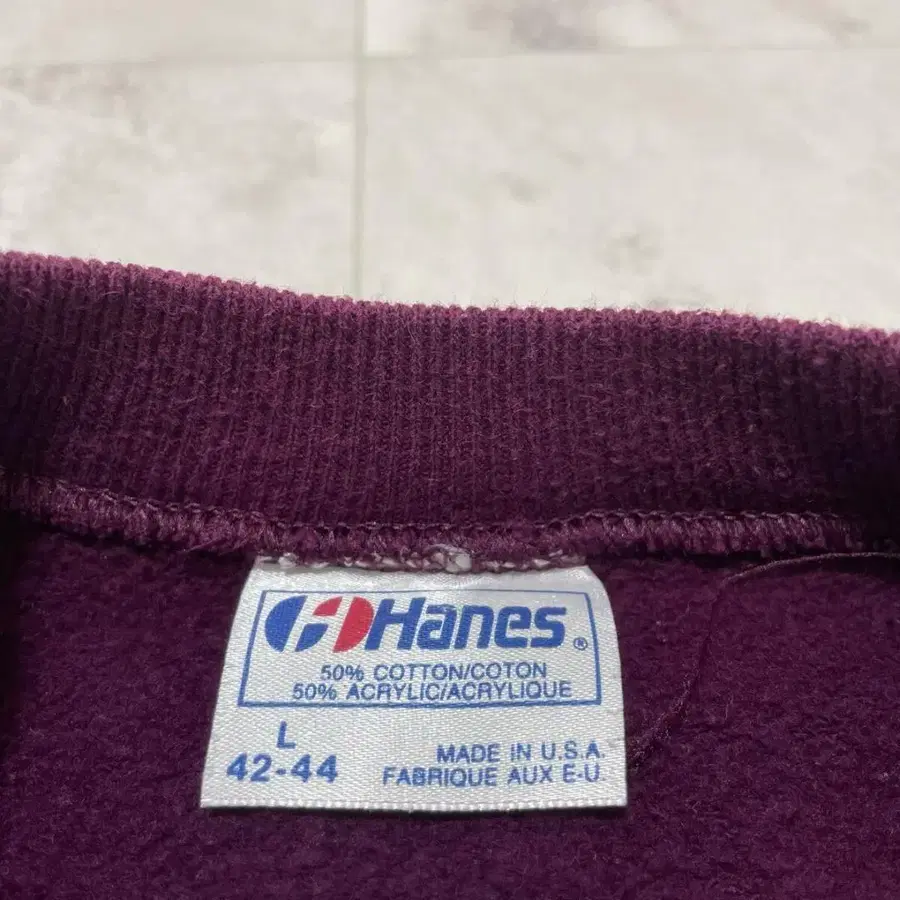 Hanes®
50% COTTON/COTON
50% ACRYLIC/ACRYLIQUE
L
42-44
MADE IN U.S.A.
FABRIQUE AUX E-U.